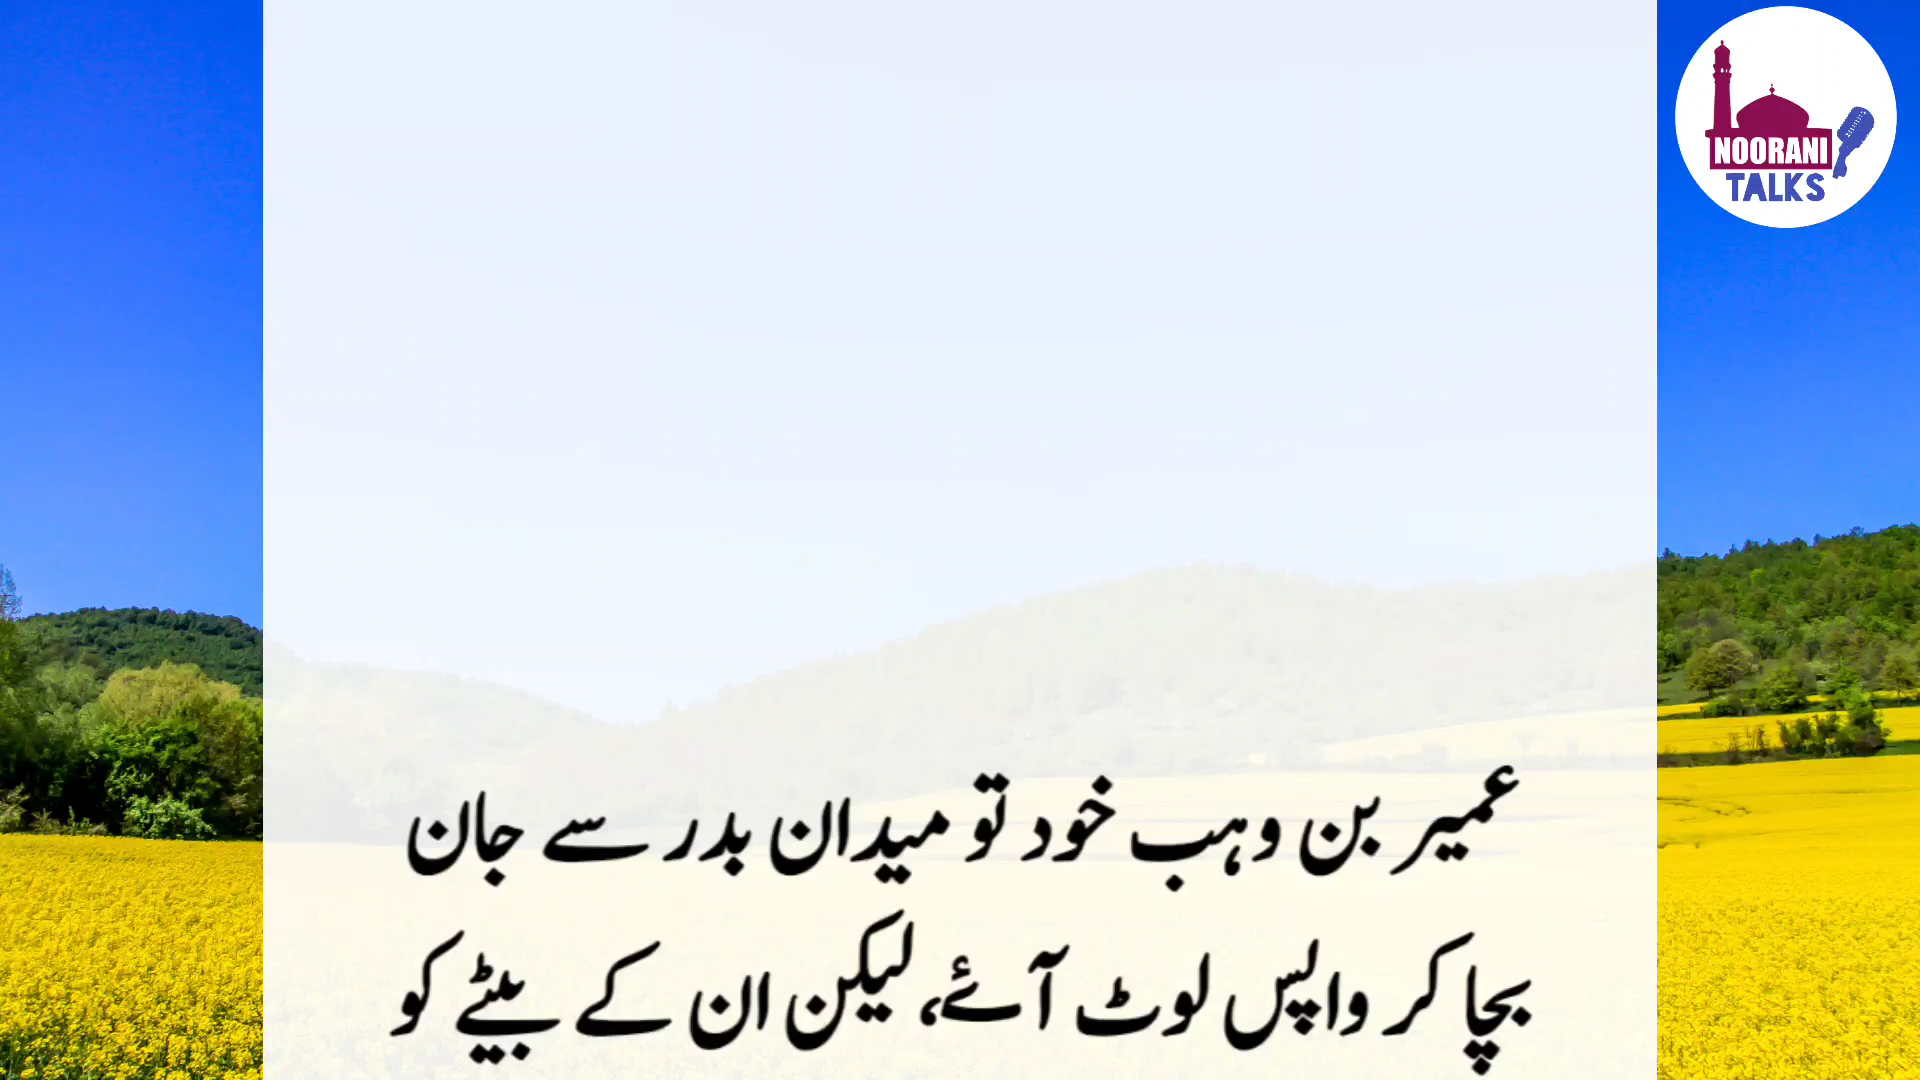 NOORANI
TALKS
عمیر بن وہب خود تو میدان بدر سے جان
بچا کر واپس لوٹ آئے، لیکن ان کے بیٹے کو